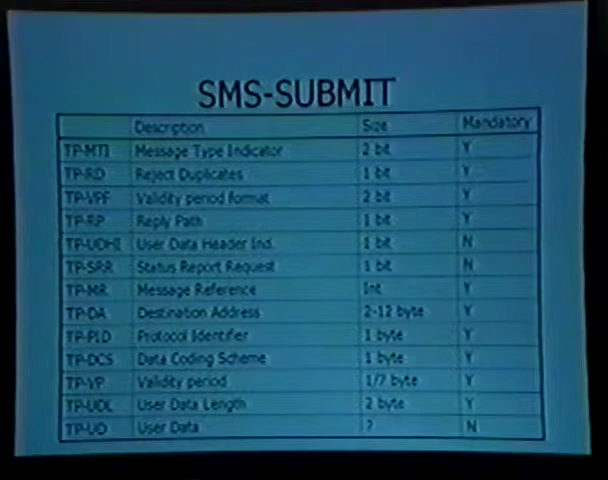 SMS-SUBMIT
Description Size Mandatory
TP-MTI Message Type Indicator 2 bit Y
TP-RD Reject Duplicates 1 bit Y
TP-VPF Validity period format 2 bit Y
TP-RP Reply Path 1 bit Y
TP-UDHI User Data Header Ind. 1 bit N
TP-SRR Status Report Request 1 bit N
TP-MR Message Reference Int Y
TP-DA Destination Address 2-12 byte Y
TP-PID Protocol Identifier 1 byte Y
TP-DCS Data Coding Scheme 1 byte Y
TP-VP Validity period 1/7 byte Y
TP-UDL User Data Length 2 byte Y
TP-UD User Data ? N